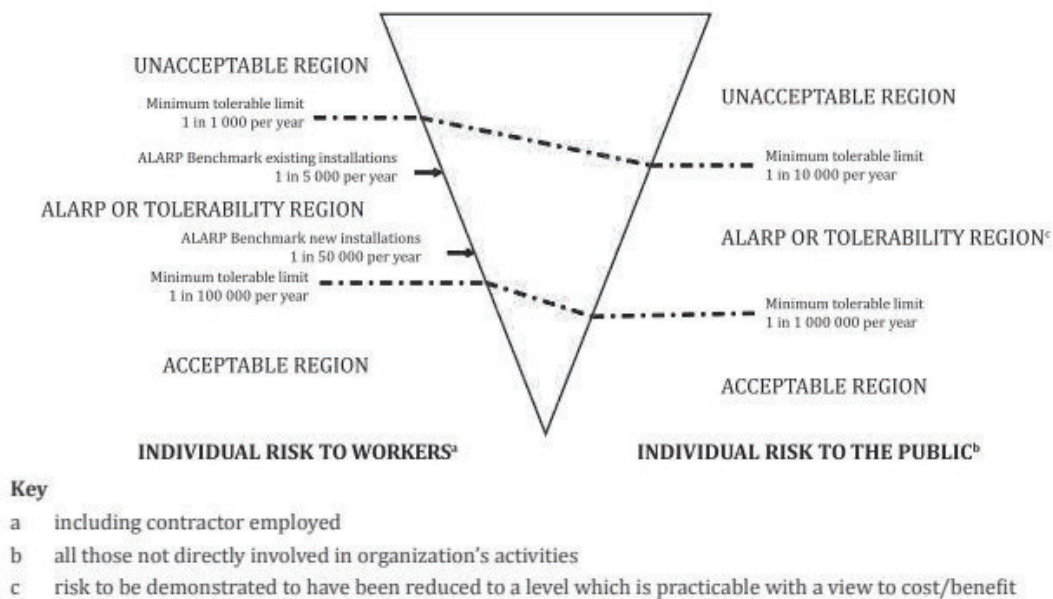 UNACCEPTABLE REGION
Minimum tolerable limit
1 in 1 000 per year
ALARP Benchmark existing installations
1 in 5 000 per year
ALARP OR TOLERABILITY REGION
ALARP Benchmark new installations
1 in 50 000 per year
Minimum tolerable limit
1 in 100 000 per year
ACCEPTABLE REGION
INDIVIDUAL RISK TO WORKERSᵃ
UNACCEPTABLE REGION
Minimum tolerable limit
1 in 10 000 per year
ALARP OR TOLERABILITY REGIONᶜ
Minimum tolerable limit
1 in 1 000 000 per year
ACCEPTABLE REGION
INDIVIDUAL RISK TO THE PUBLICᵇ
Key
a including contractor employed
b all those not directly involved in organization's activities
c risk to be demonstrated to have been reduced to a level which is practicable with a view to cost/benefit